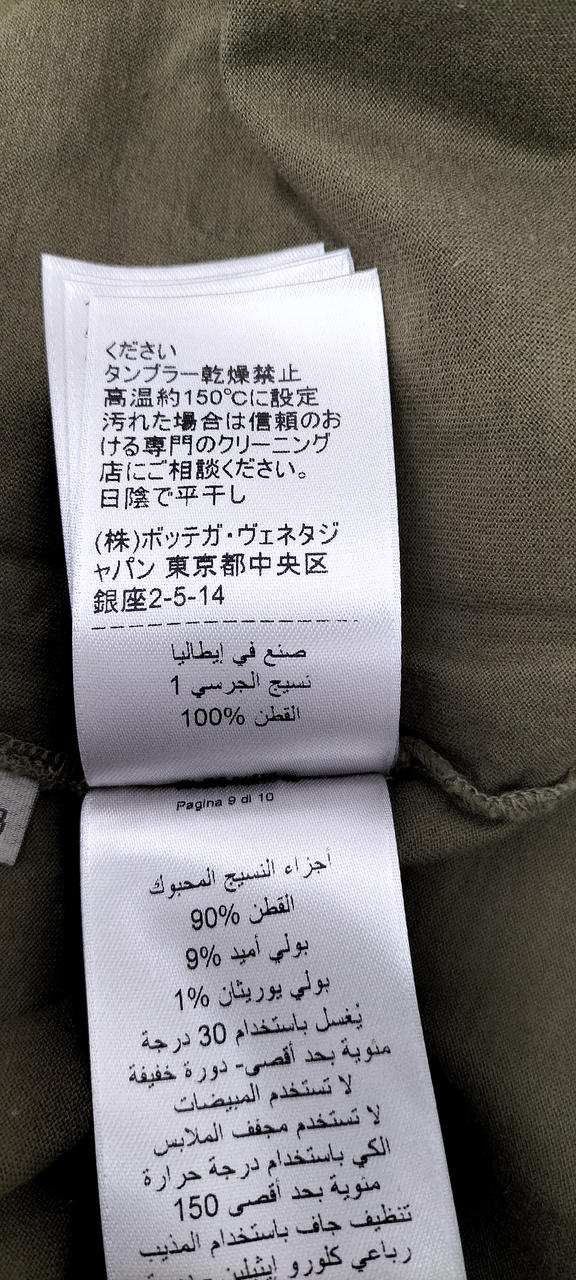 ください
タンブラー乾燥禁止
高温約150℃に設定
汚れた場合は信頼のお
ける専門のクリーニング
店にご相談ください。
日陰で平干し
(株)ボッテガ・ヴェネタジ
ャパン 東京都中央区
銀座2-5-14
صنع في إيطاليا
نسيج الجرسي 1
القطن %100
Pagina 9 di 10
أجزاء النسيج المحبوك
القطن %90
بولي أميد %9
بولي يوريثان %1
يُغسل باستخدام 30 درجة
مئوية بحد أقصى- دورة خفيفة
لا تستخدم المبيضات
لا تستخدم مجفف الملابس
الكي باستخدام درجة حرارة
مئوية بحد أقصى 150
تنظيف جاف باستخدام المذيب
رباعي كلورو إيثيلين